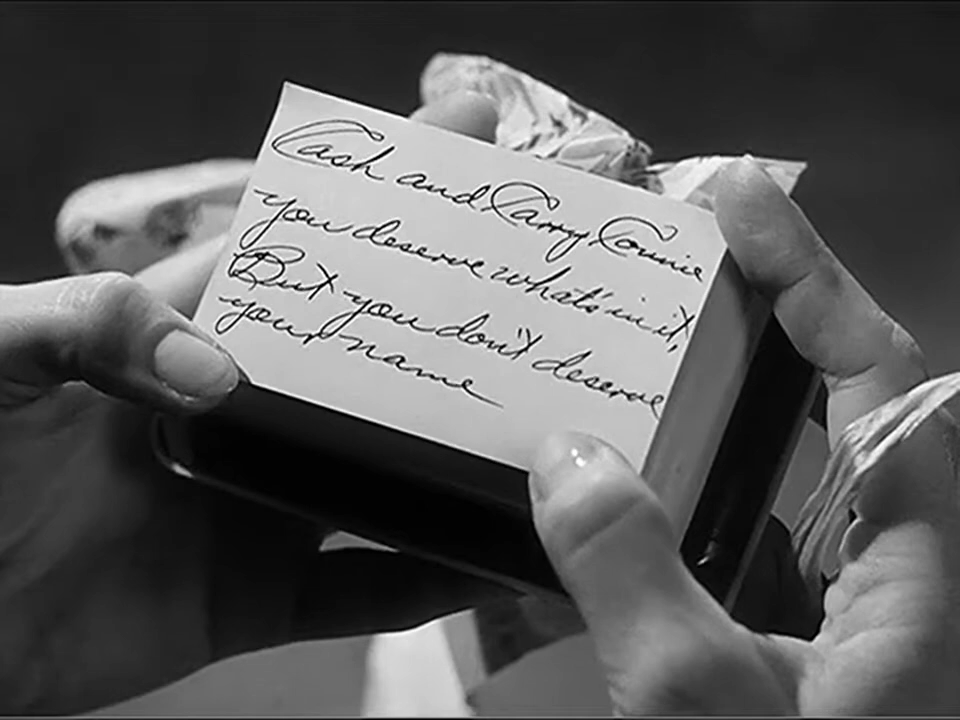 Cash and Carry Connie
you deserve what's in it,
But you don't deserve
your name